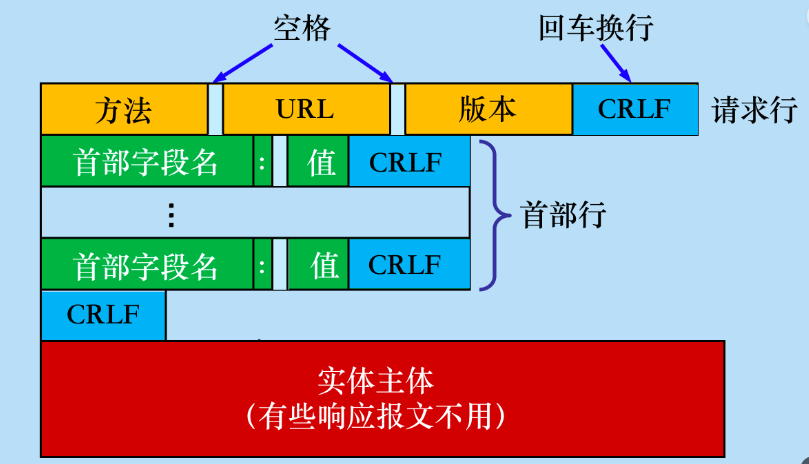 空格 回车换行
方法 URL 版本 CRLF 请求行
首部字段名 : 值 CRLF
⋮ 首部行
首部字段名 : 值 CRLF
CRLF
实体主体
(有些响应报文不用)